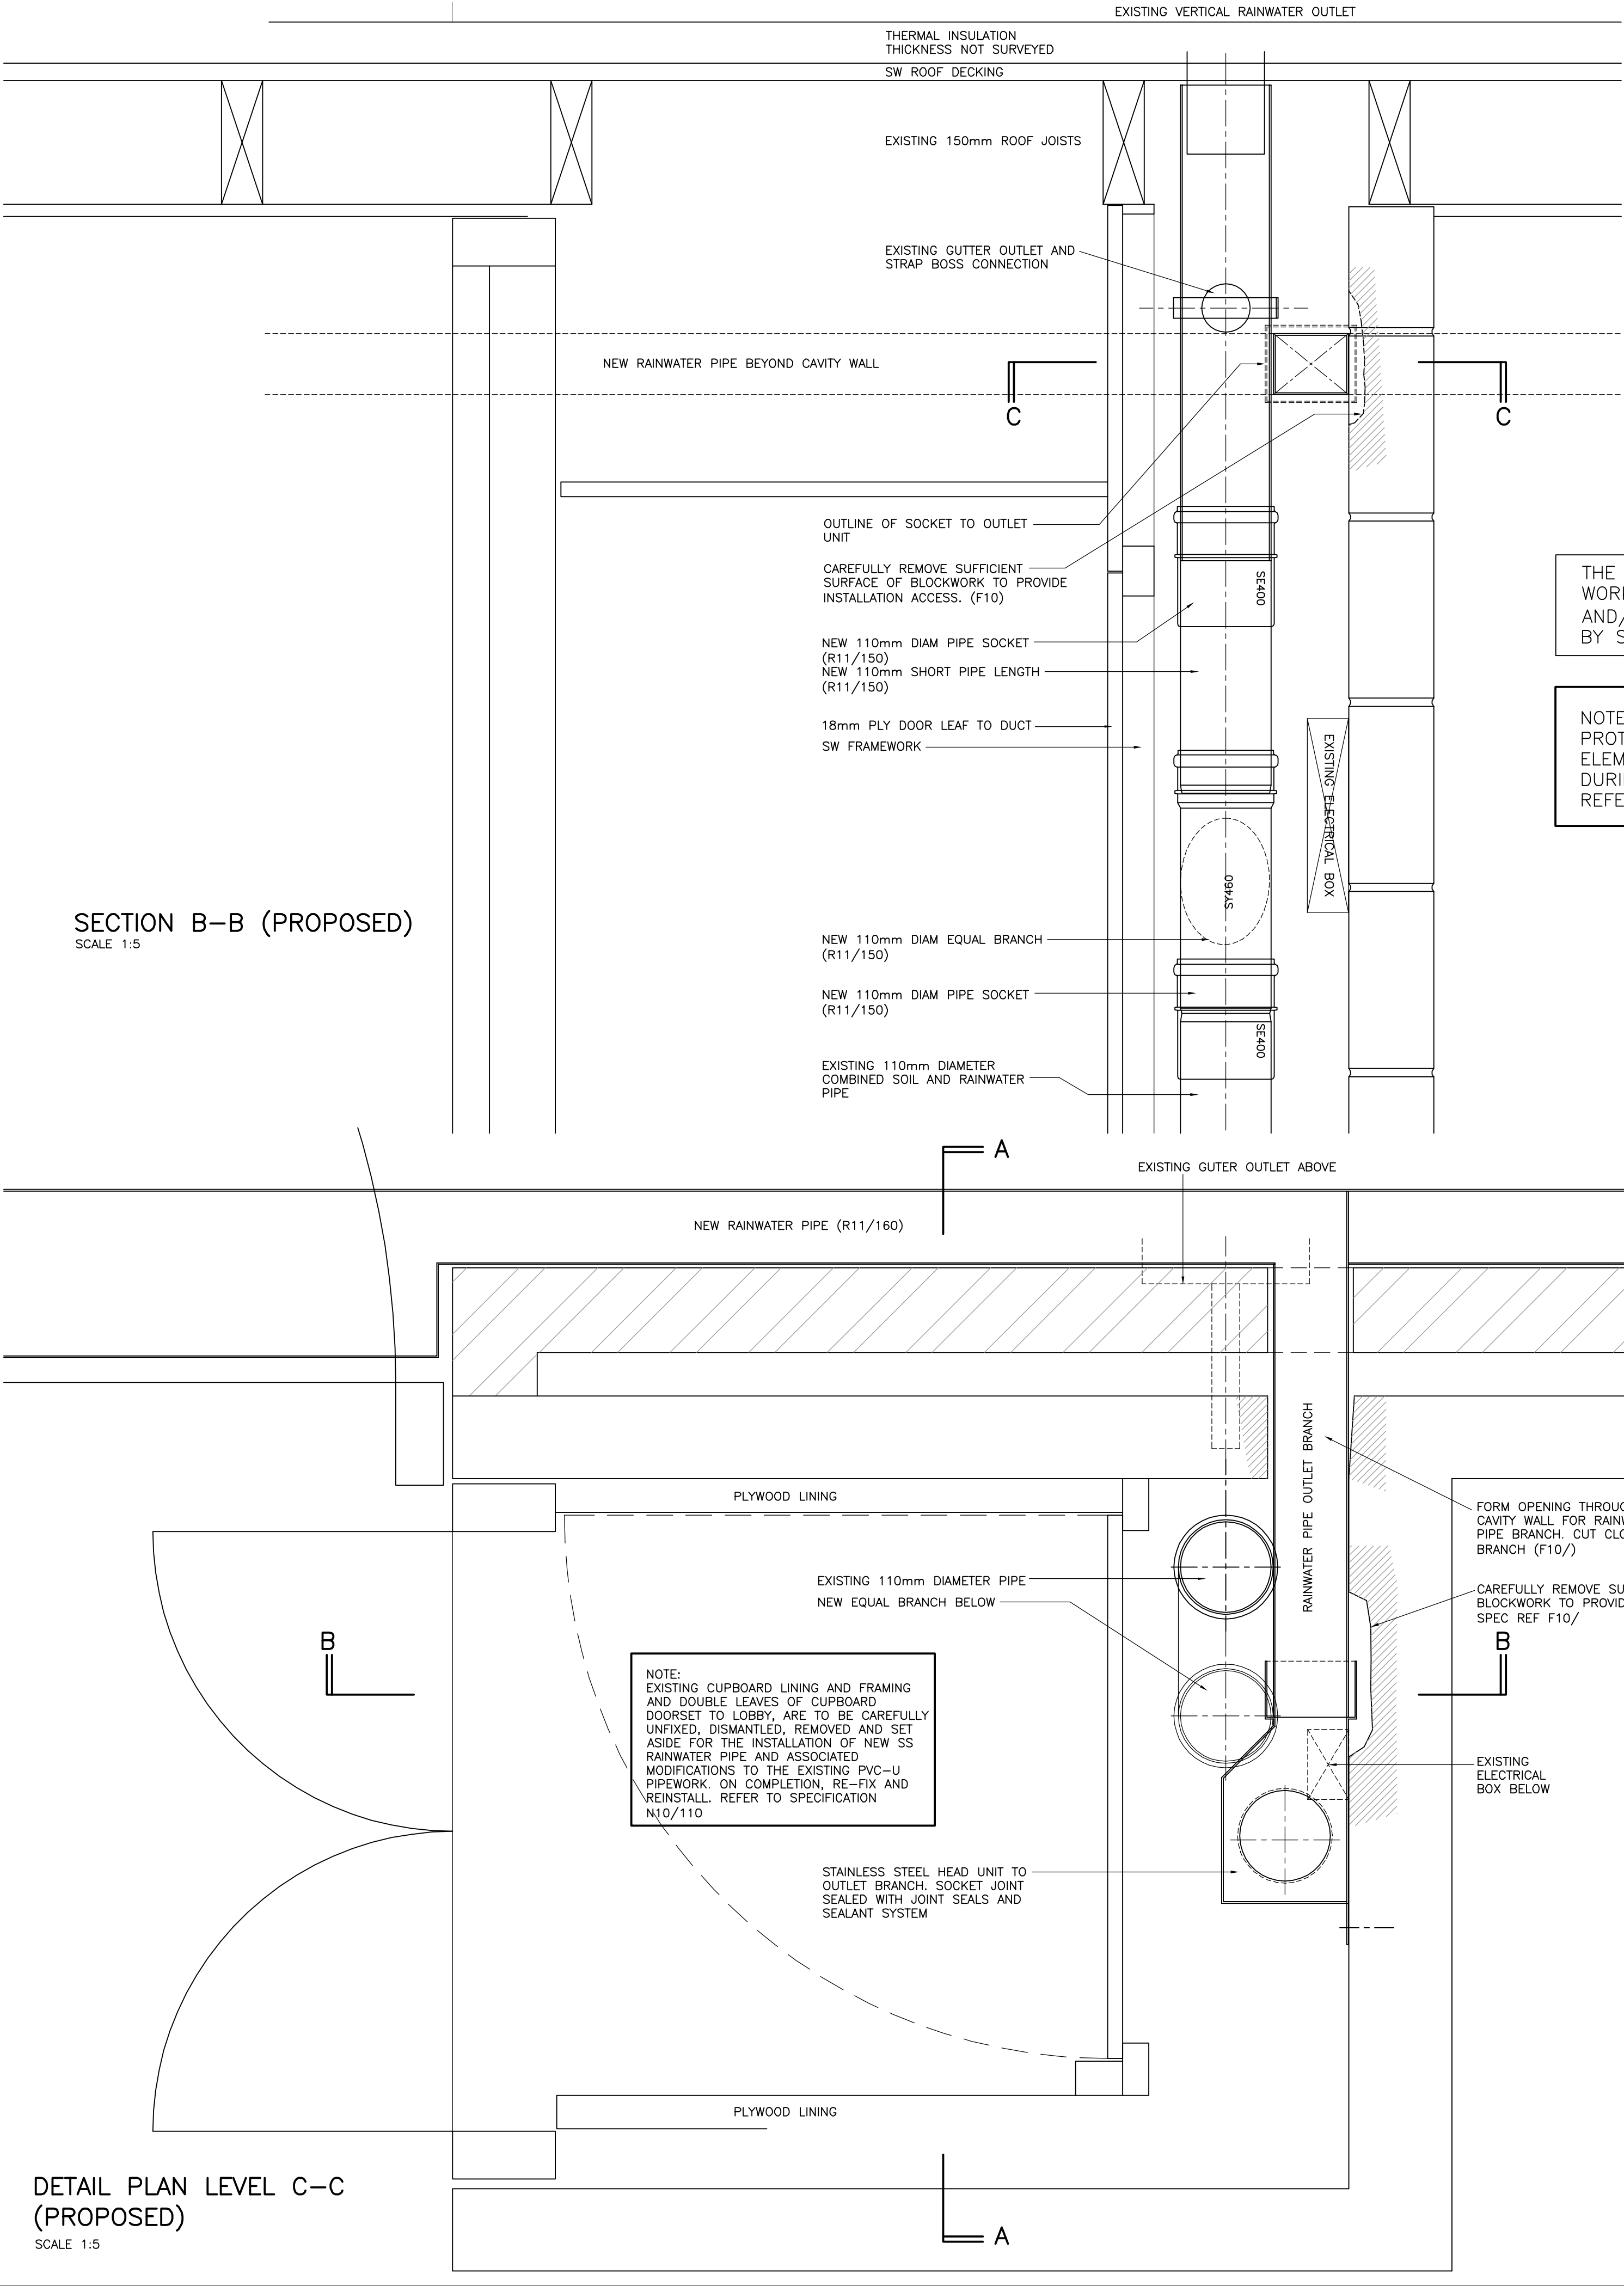 EXISTING VERTICAL RAINWATER OUTLET
THERMAL INSULATION
THICKNESS NOT SURVEYED
SW ROOF DECKING
EXISTING 150mm ROOF JOISTS
EXISTING GUTTER OUTLET AND
STRAP BOSS CONNECTION
NEW RAINWATER PIPE BEYOND CAVITY WALL
C
C
OUTLINE OF SOCKET TO OUTLET
UNIT
CAREFULLY REMOVE SUFFICIENT
SURFACE OF BLOCKWORK TO PROVIDE
INSTALLATION ACCESS. (F10)
SE400
NEW 110mm DIAM PIPE SOCKET
(R11/150)
NEW 110mm SHORT PIPE LENGTH
(R11/150)
18mm PLY DOOR LEAF TO DUCT
SW FRAMEWORK
EXISTING ELECTRICAL BOX
SY460
NEW 110mm DIAM EQUAL BRANCH
(R11/150)
NEW 110mm DIAM PIPE SOCKET
(R11/150)
SE400
EXISTING 110mm DIAMETER
COMBINED SOIL AND RAINWATER
PIPE
THE
WOR
AND/
BY S
NOTE
PROT
ELEM
DURI
REFE
SECTION B-B (PROPOSED)
SCALE 1:5
A
EXISTING GUTER OUTLET ABOVE
NEW RAINWATER PIPE (R11/160)
RAINWATER PIPE OUTLET BRANCH
PLYWOOD LINING
FORM OPENING THROUG
CAVITY WALL FOR RAINW
PIPE BRANCH. CUT CLO
BRANCH (F10/)
EXISTING 110mm DIAMETER PIPE
NEW EQUAL BRANCH BELOW
CAREFULLY REMOVE SU
BLOCKWORK TO PROVID
SPEC REF F10/
B
B
NOTE:
EXISTING CUPBOARD LINING AND FRAMING
AND DOUBLE LEAVES OF CUPBOARD
DOORSET TO LOBBY, ARE TO BE CAREFULLY
UNFIXED, DISMANTLED, REMOVED AND SET
ASIDE FOR THE INSTALLATION OF NEW SS
RAINWATER PIPE AND ASSOCIATED
MODIFICATIONS TO THE EXISTING PVC-U
PIPEWORK. ON COMPLETION, RE-FIX AND
REINSTALL. REFER TO SPECIFICATION
N10/110
EXISTING
ELECTRICAL
BOX BELOW
STAINLESS STEEL HEAD UNIT TO
OUTLET BRANCH. SOCKET JOINT
SEALED WITH JOINT SEALS AND
SEALANT SYSTEM
PLYWOOD LINING
DETAIL PLAN LEVEL C-C
(PROPOSED)
SCALE 1:5
A